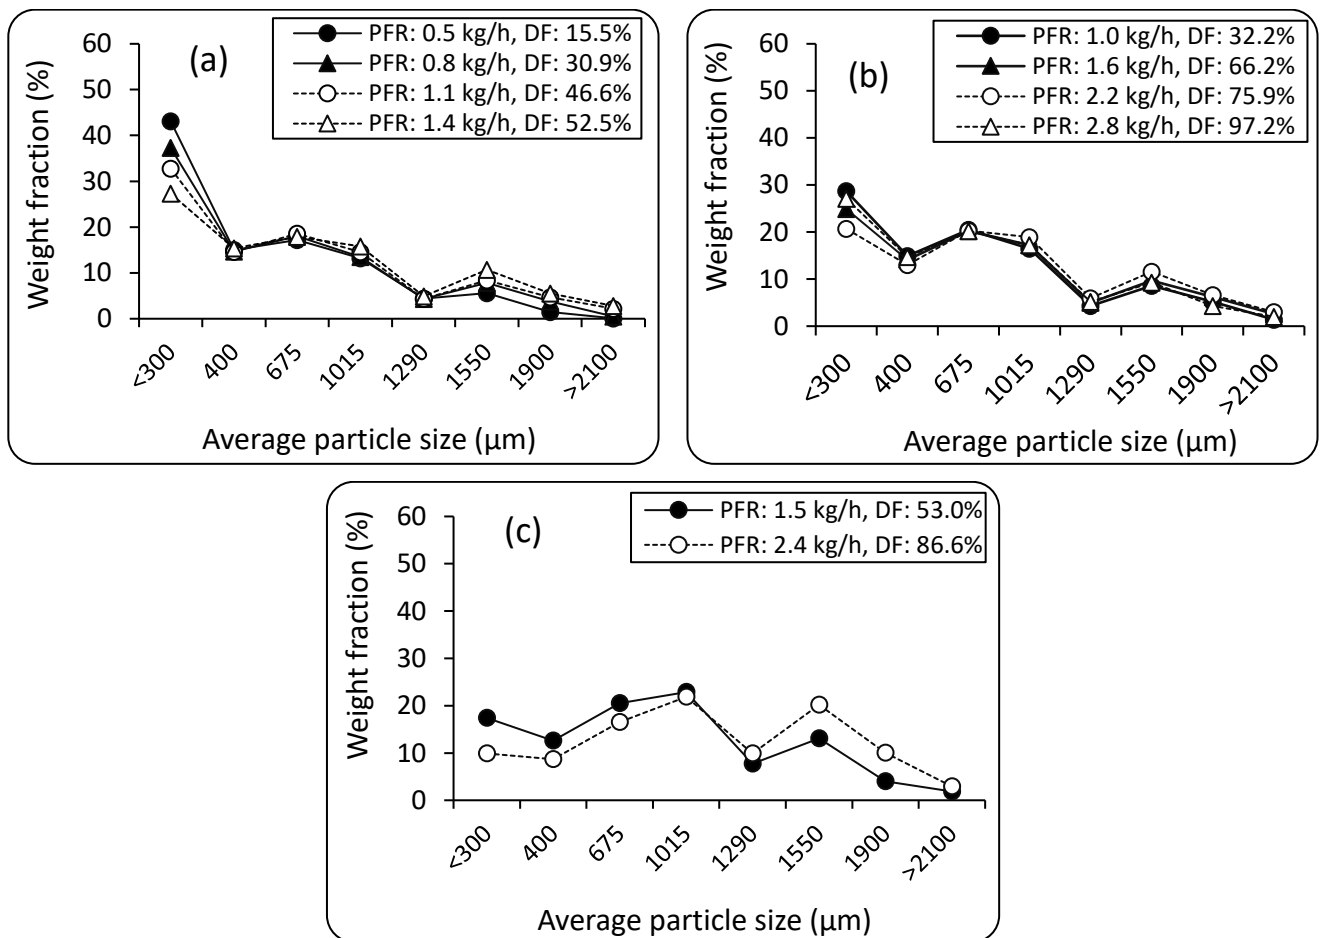 (a)
PFR: 0.5 kg/h, DF: 15.5%
PFR: 0.8 kg/h, DF: 30.9%
PFR: 1.1 kg/h, DF: 46.6%
PFR: 1.4 kg/h, DF: 52.5%
Weight fraction (%)
60
50
40
30
20
10
0
<300
400
675
1015
1290
1550
1900
>2100
Average particle size (µm)
(b)
PFR: 1.0 kg/h, DF: 32.2%
PFR: 1.6 kg/h, DF: 66.2%
PFR: 2.2 kg/h, DF: 75.9%
PFR: 2.8 kg/h, DF: 97.2%
Weight fraction (%)
60
50
40
30
20
10
0
<300
400
675
1015
1290
1550
1900
>2100
Average particle size (µm)
(c)
PFR: 1.5 kg/h, DF: 53.0%
PFR: 2.4 kg/h, DF: 86.6%
Weight fraction (%)
60
50
40
30
20
10
0
<300
400
675
1015
1290
1550
1900
>2100
Average particle size (µm)